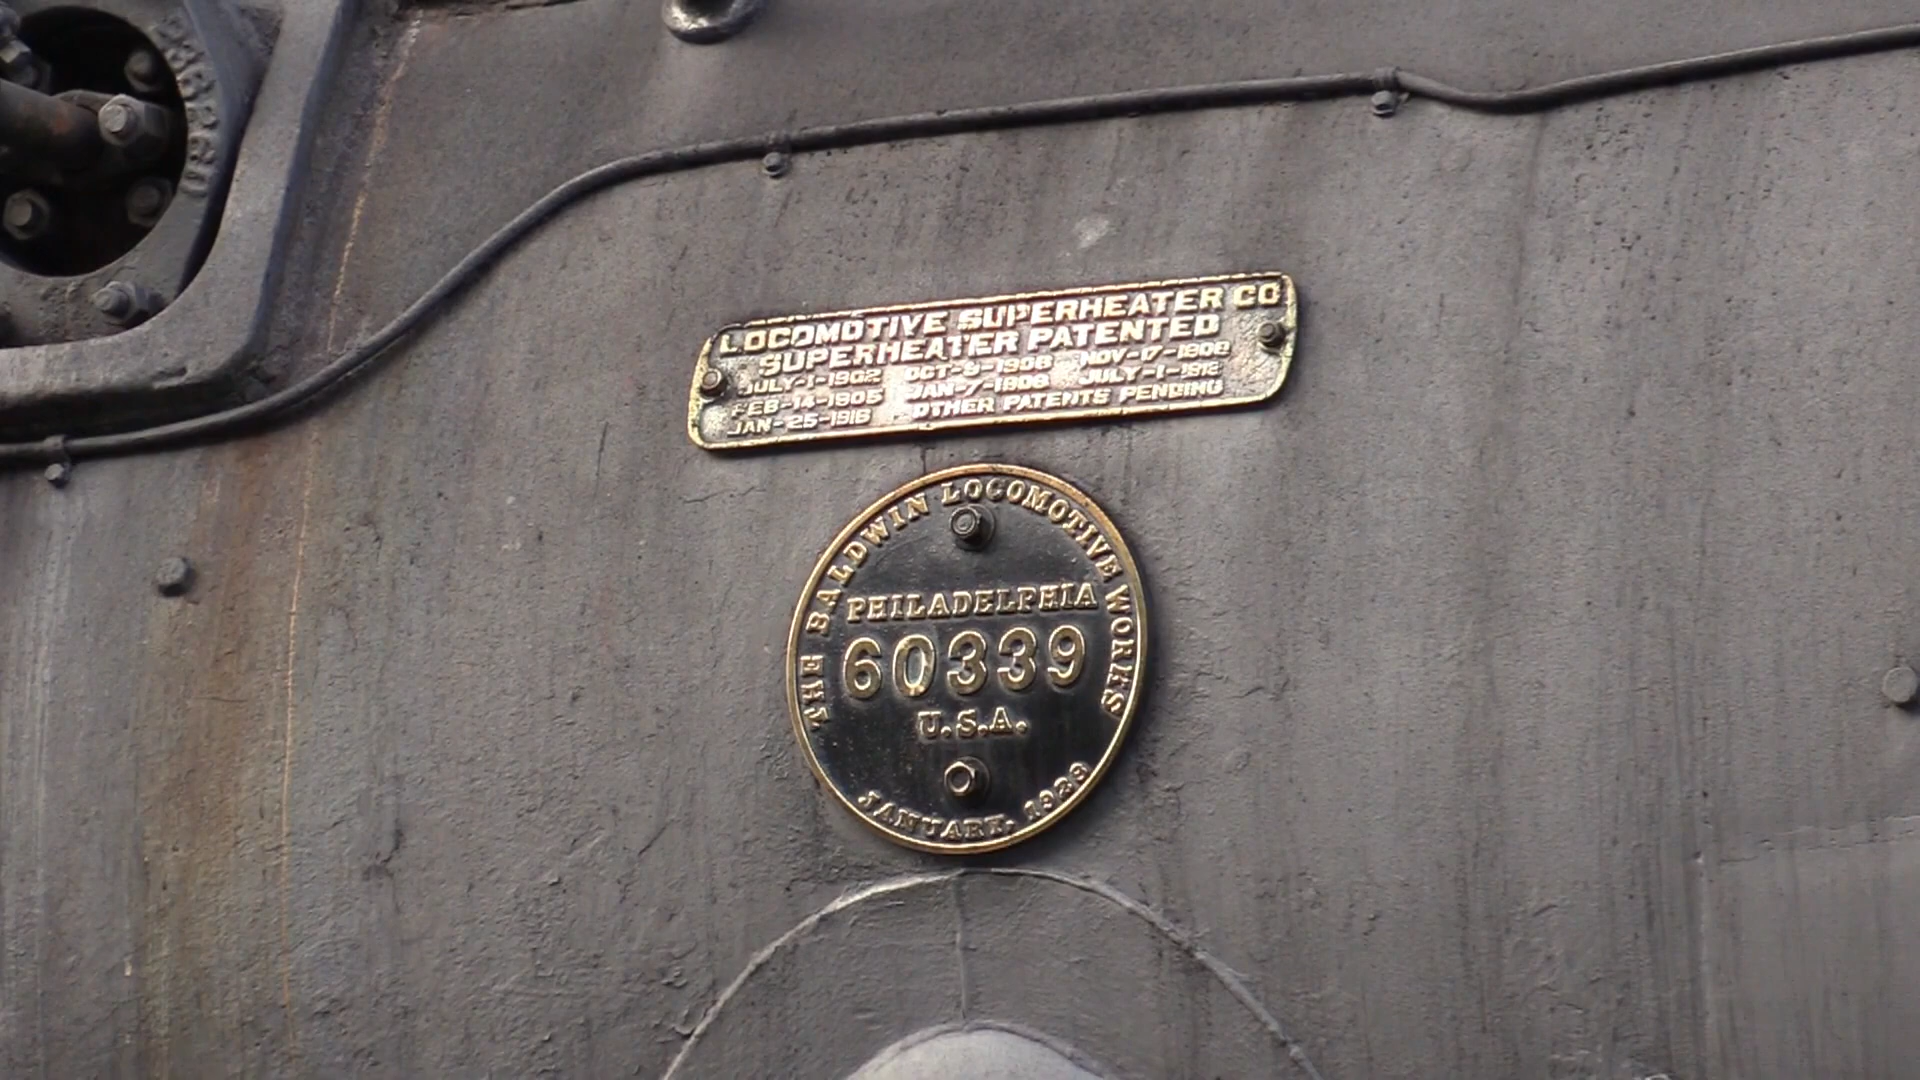 LOCOMOTIVE SUPERHEATER CO
SUPERHEATER PATENTED
JULY-1-1902 OCT-9-1906 NOV-17-1908
FEB-14-1905 JAN-7-1908 JULY-1-1912
JAN-25-1916 OTHER PATENTS PENDING
THE BALDWIN LOCOMOTIVE WORKS
PHILADELPHIA
60339
U.S.A.
JANUARY, 1928